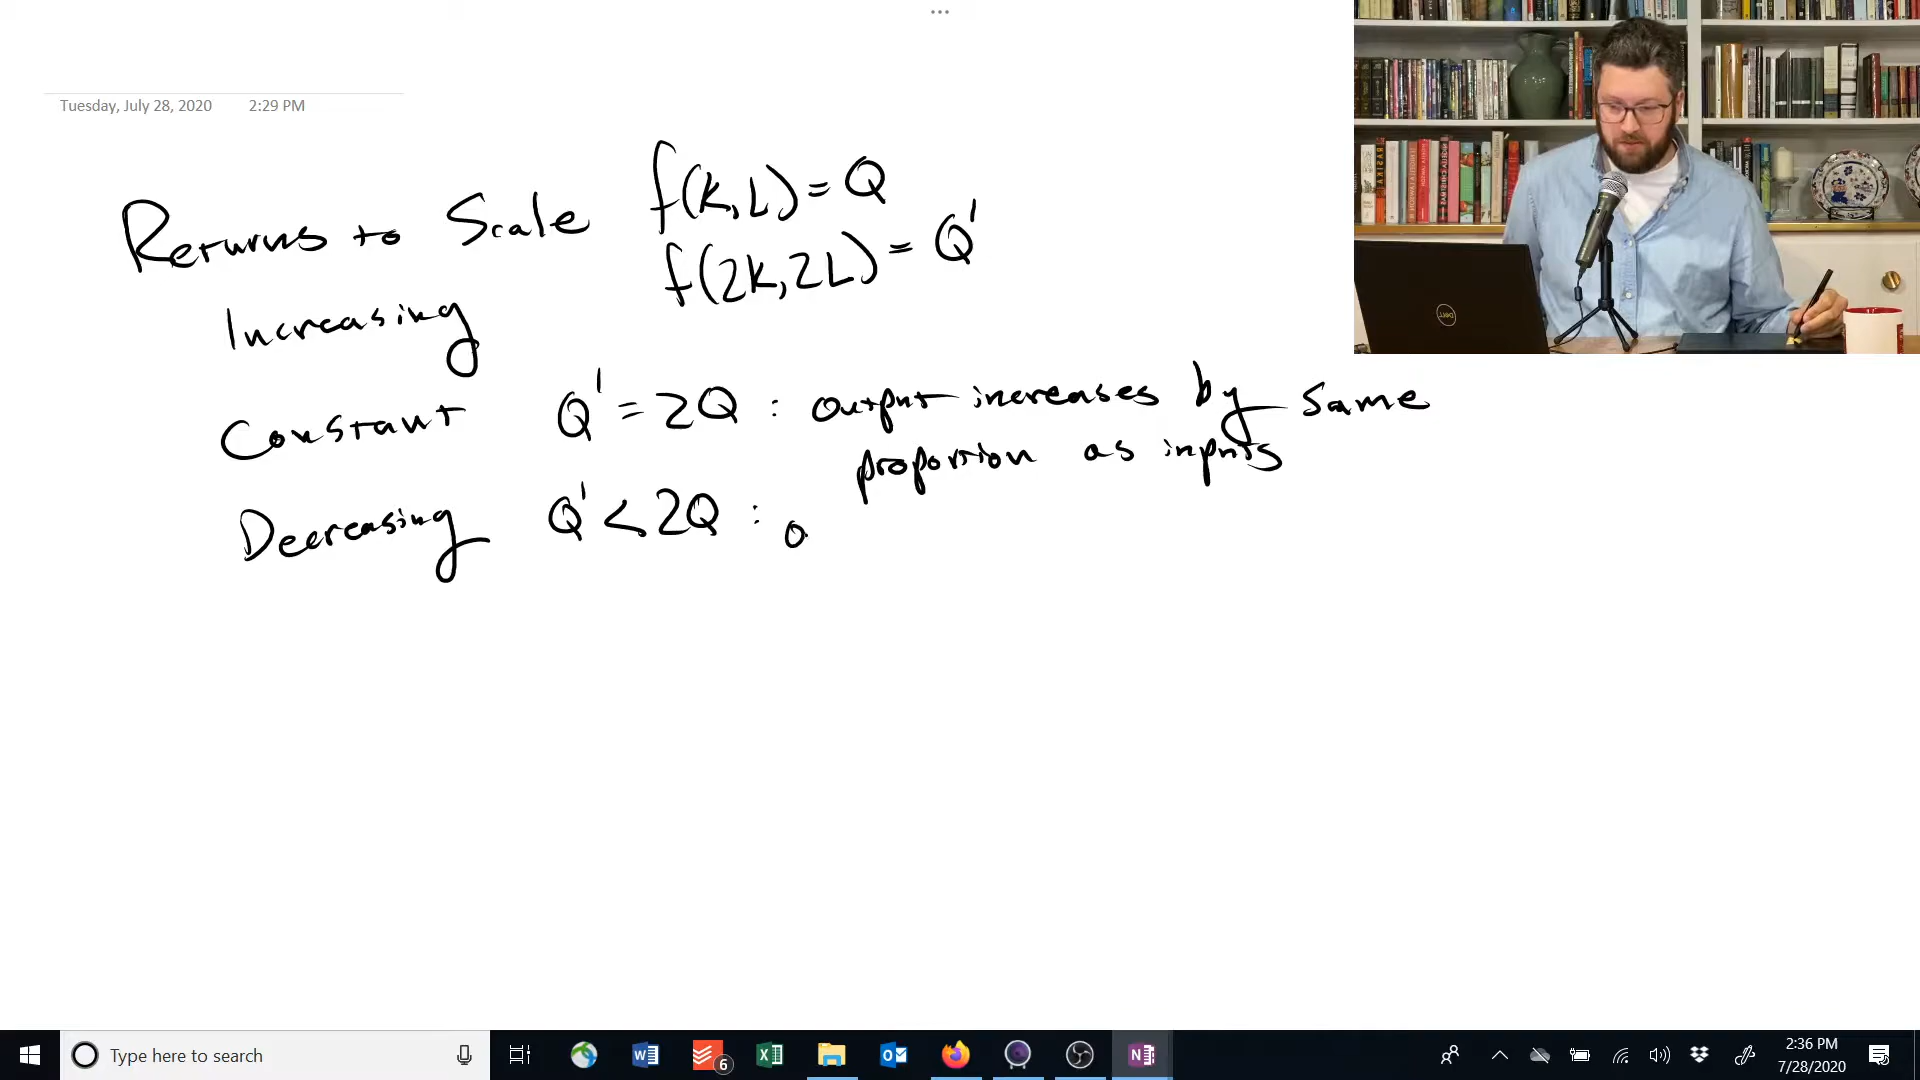 Tuesday, July 28, 2020 2:29 PM
Returns to Scale f(K,L)=Q
f(2K,2L)=Q'
Increasing
Constant Q'=2Q : output increases by same
proportion as inputs
Decreasing Q'<2Q : o
Type here to search
6
2:36 PM
7/28/2020